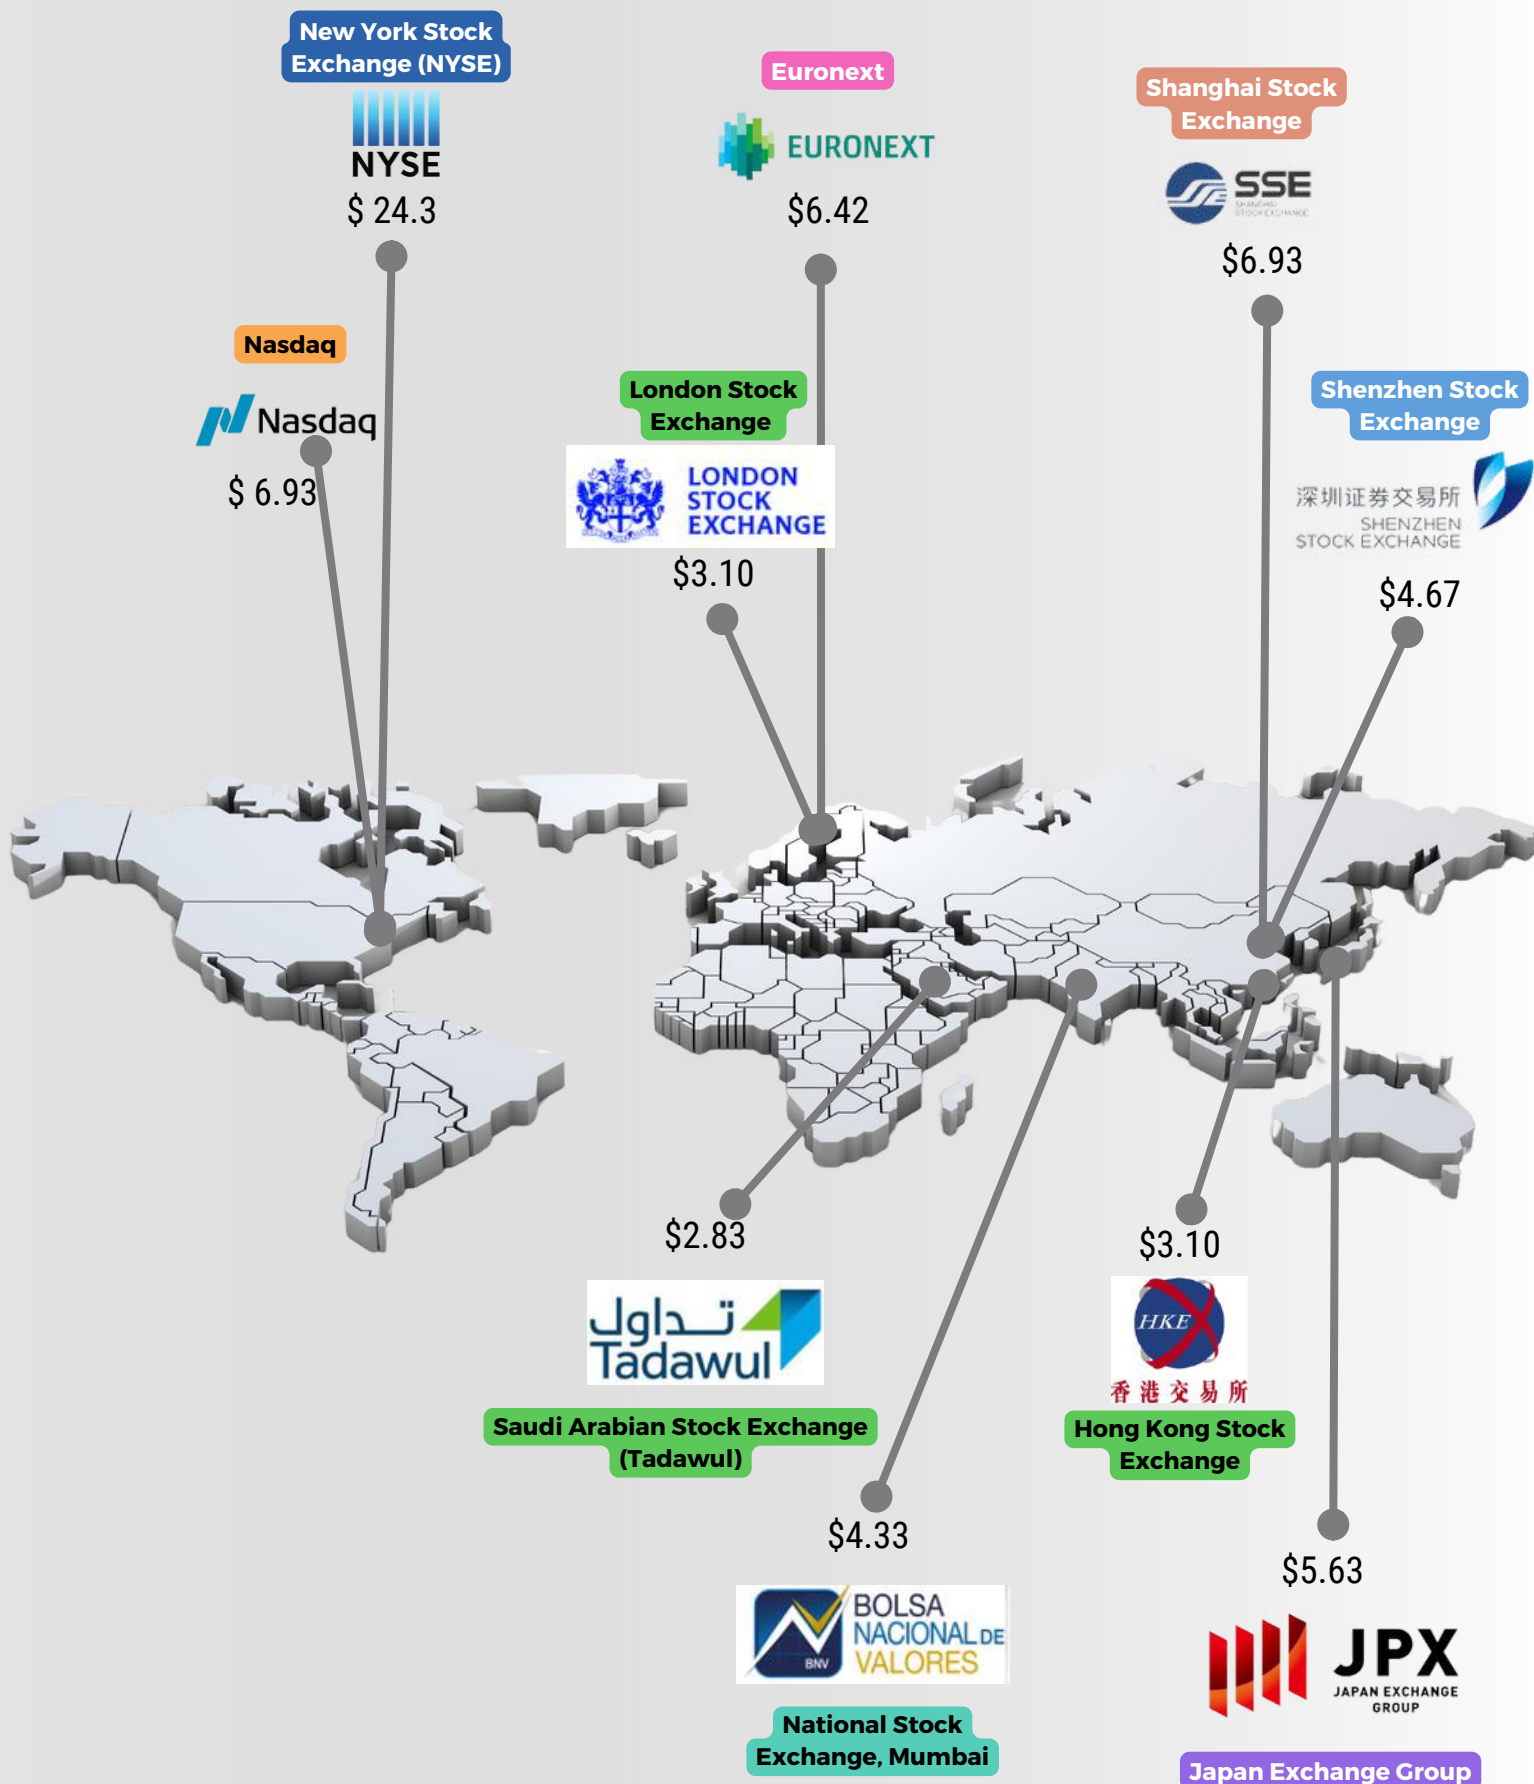 New York Stock
Exchange (NYSE)
NYSE
$ 24.3
Euronext
EURONEXT
$6.42
Shanghai Stock
Exchange
SSE
SHANGHAI
STOCK EXCHANGE
$6.93
Nasdaq
Nasdaq
$ 6.93
London Stock
Exchange
LONDON
STOCK
EXCHANGE
$3.10
Shenzhen Stock
Exchange
深圳证券交易所
SHENZHEN
STOCK EXCHANGE
$4.67
$2.83
تداول
Tadawul
Saudi Arabian Stock Exchange
(Tadawul)
$3.10
HKE
香港交易所
Hong Kong Stock
Exchange
$4.33
BOLSA
NACIONAL DE
VALORES
BNV
National Stock
Exchange, Mumbai
$5.63
JPX
JAPAN EXCHANGE
GROUP
Japan Exchange Group